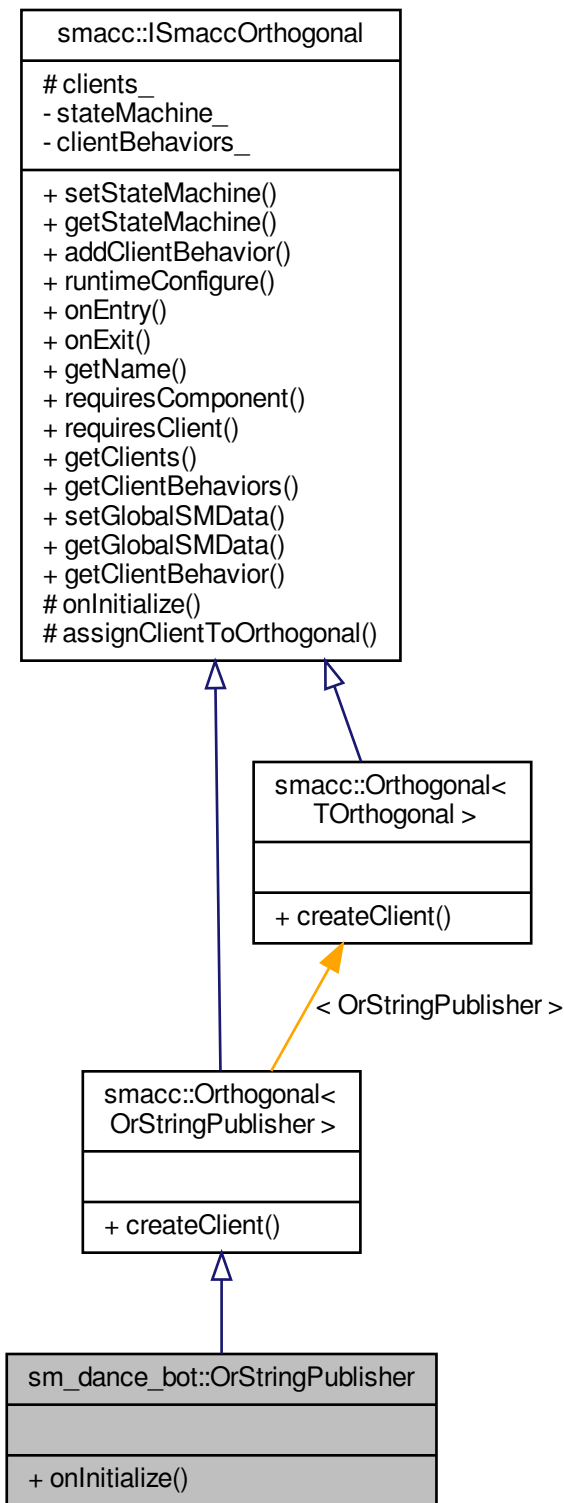 smacc::ISmaccOrthogonal
# clients_
- stateMachine_
- clientBehaviors_
+ setStateMachine()
+ getStateMachine()
+ addClientBehavior()
+ runtimeConfigure()
+ onEntry()
+ onExit()
+ getName()
+ requiresComponent()
+ requiresClient()
+ getClients()
+ getClientBehaviors()
+ setGlobalSMData()
+ getGlobalSMData()
+ getClientBehavior()
# onInitialize()
# assignClientToOrthogonal()
smacc::Orthogonal<
TOrthogonal >
+ createClient()
< OrStringPublisher >
smacc::Orthogonal<
OrStringPublisher >
+ createClient()
sm_dance_bot::OrStringPublisher
+ onInitialize()